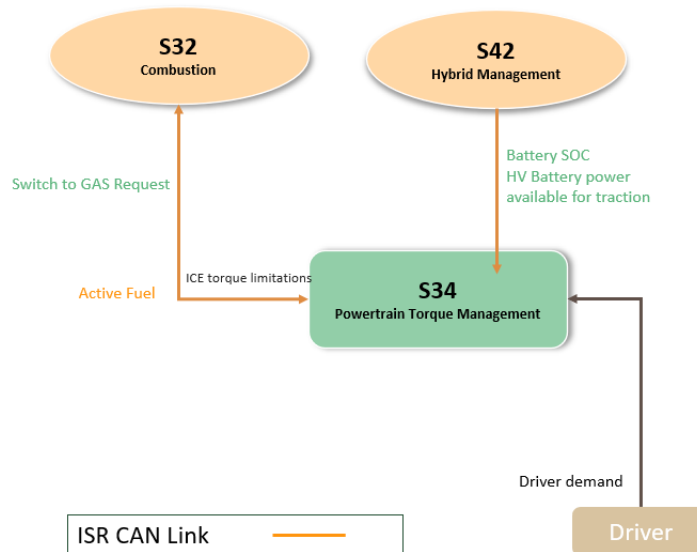 S32
Combustion
S42
Hybrid Management
Battery SOC
HV Battery power
available for traction
Switch to GAS Request
ICE torque limitations
Active Fuel
S34
Powertrain Torque Management
Driver demand
ISR CAN Link
Driver